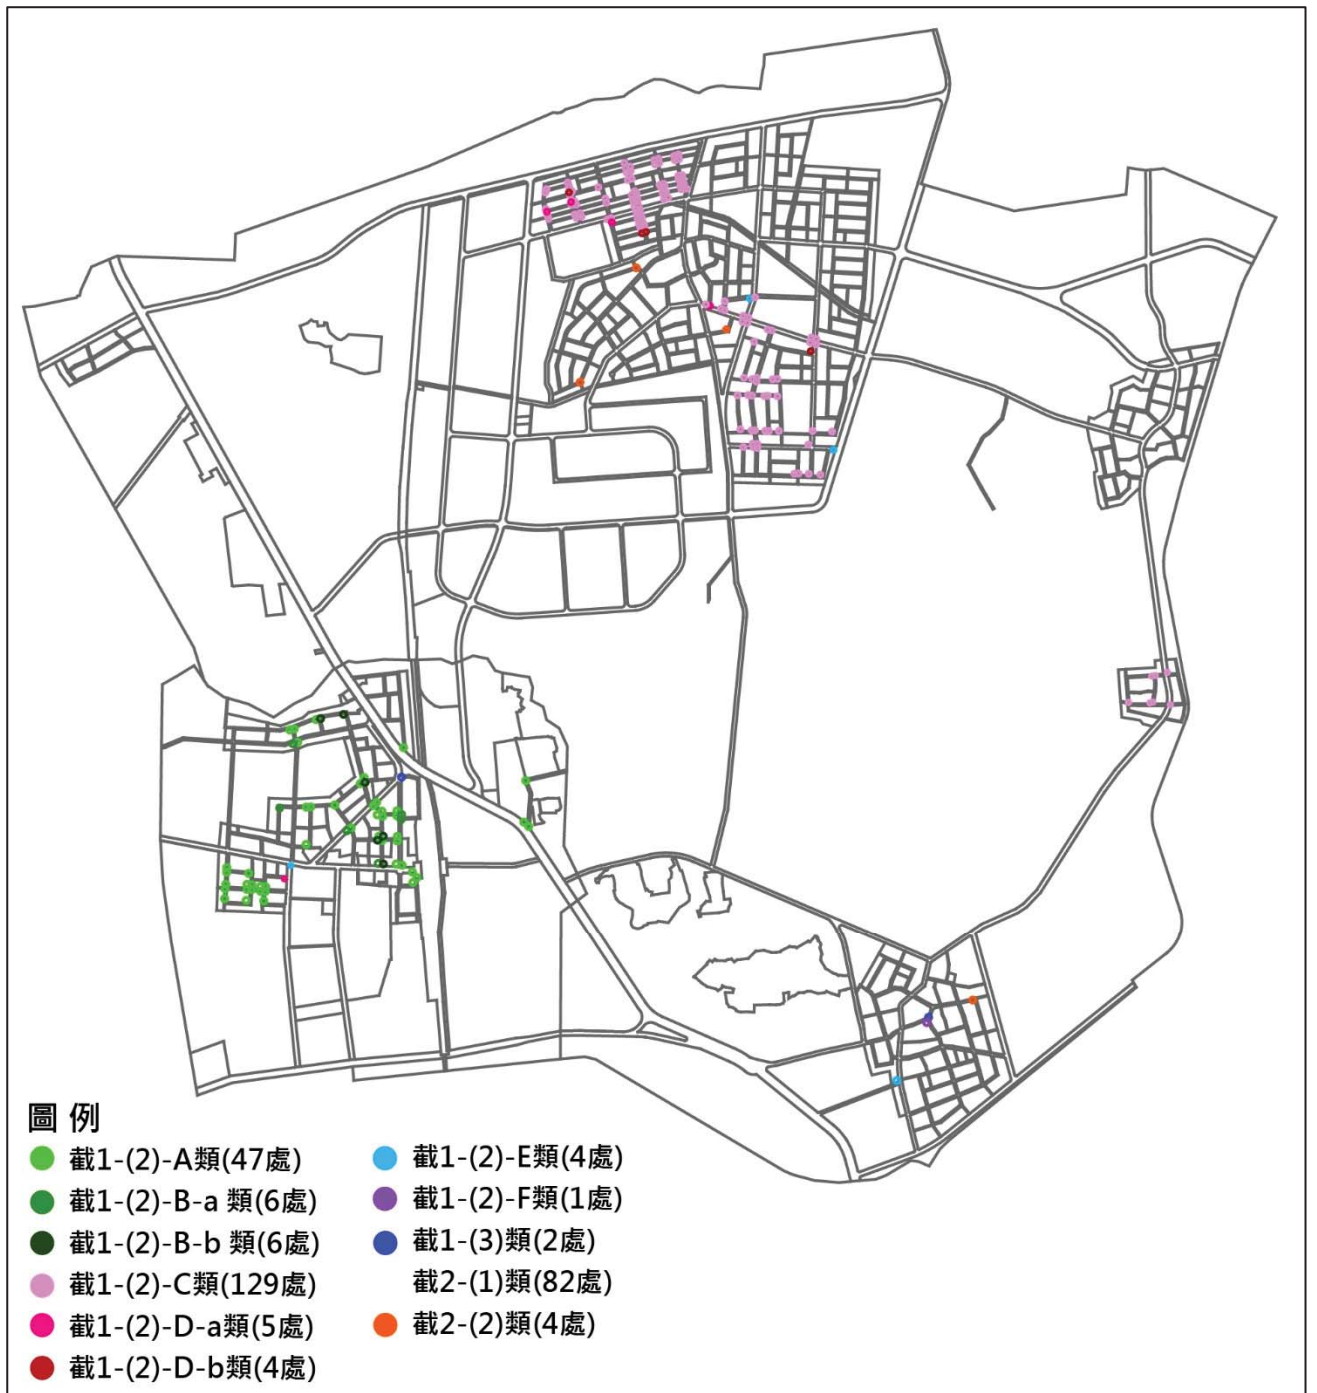 圖 例
截1-(2)-A類(47處)
截1-(2)-B-a 類(6處)
截1-(2)-B-b 類(6處)
截1-(2)-C類(129處)
截1-(2)-D-a類(5處)
截1-(2)-D-b類(4處)
截1-(2)-E類(4處)
截1-(2)-F類(1處)
截1-(3)類(2處)
截2-(1)類(82處)
截2-(2)類(4處)